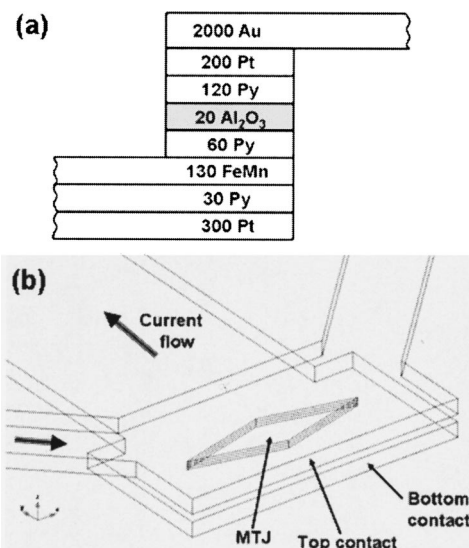 (a)
2000 Au
200 Pt
120 Py
20 Al₂O₃
60 Py
130 FeMn
30 Py
300 Pt
(b)
Current
flow
MTJ
Top contact
Bottom
contact